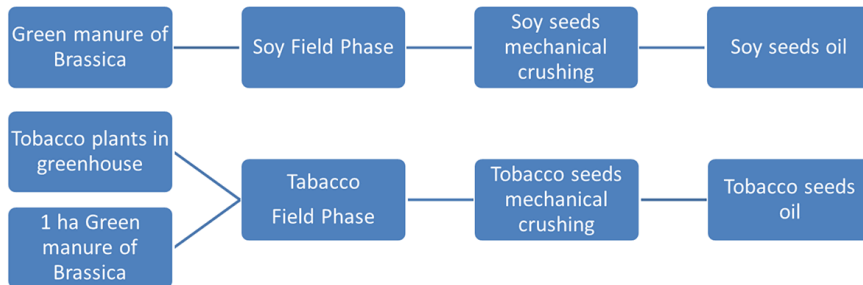 Green manure of
Brassica
Soy Field Phase
Soy seeds
mechanical
crushing
Soy seeds oil
Tobacco plants in
greenhouse
1 ha Green
manure of
Brassica
Tabacco
Field Phase
Tobacco seeds
mechanical
crushing
Tobacco seeds
oil